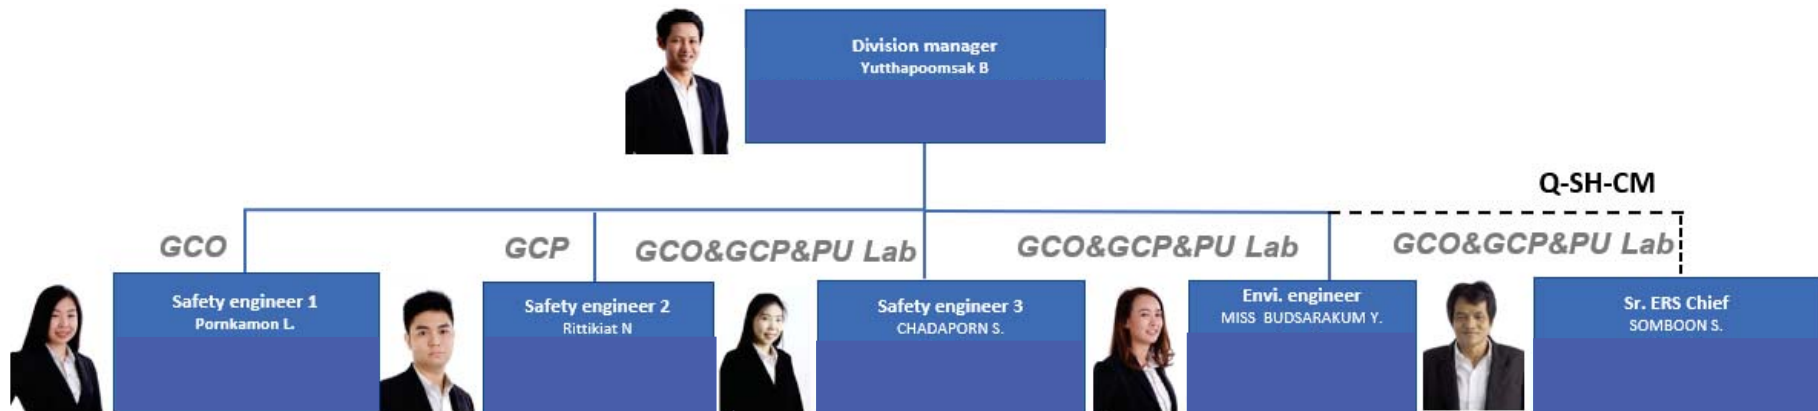 Division manager
Yutthapoomsak B
Q-SH-CM
GCO
GCP
GCO&GCP&PU Lab
GCO&GCP&PU Lab
GCO&GCP&PU Lab
Safety engineer 1
Pornkamon L.
Safety engineer 2
Rittikiat N
Safety engineer 3
CHADAPORN S.
Envi. engineer
MISS BUDSARAKUM Y.
Sr. ERS Chief
SOMBOON S.